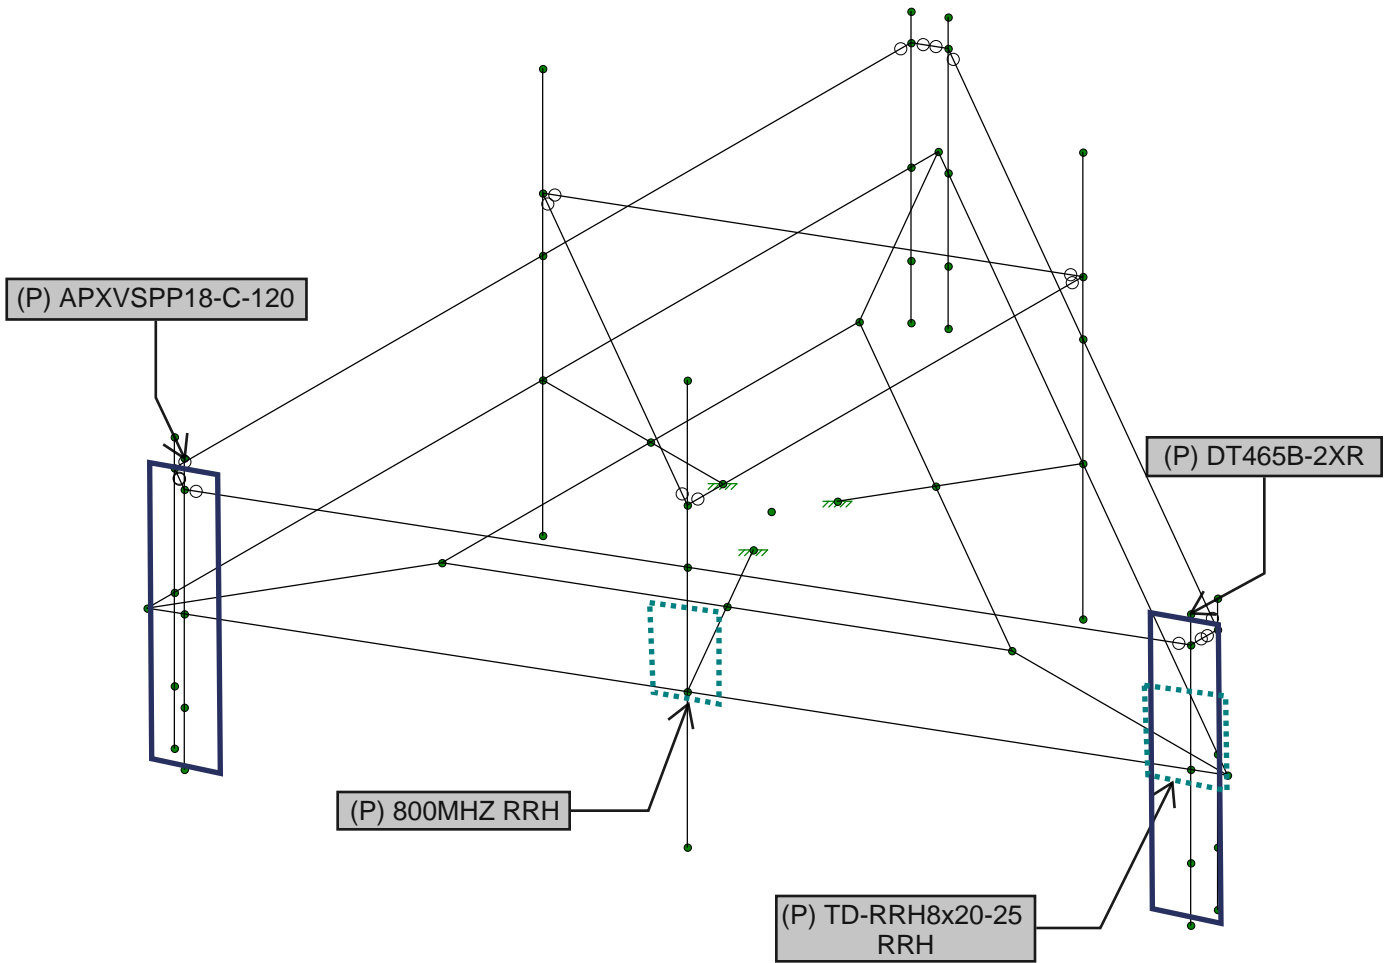 (P) APXVSPP18-C-120
(P) DT465B-2XR
(P) 800MHZ RRH
(P) TD-RRH8x20-25
RRH